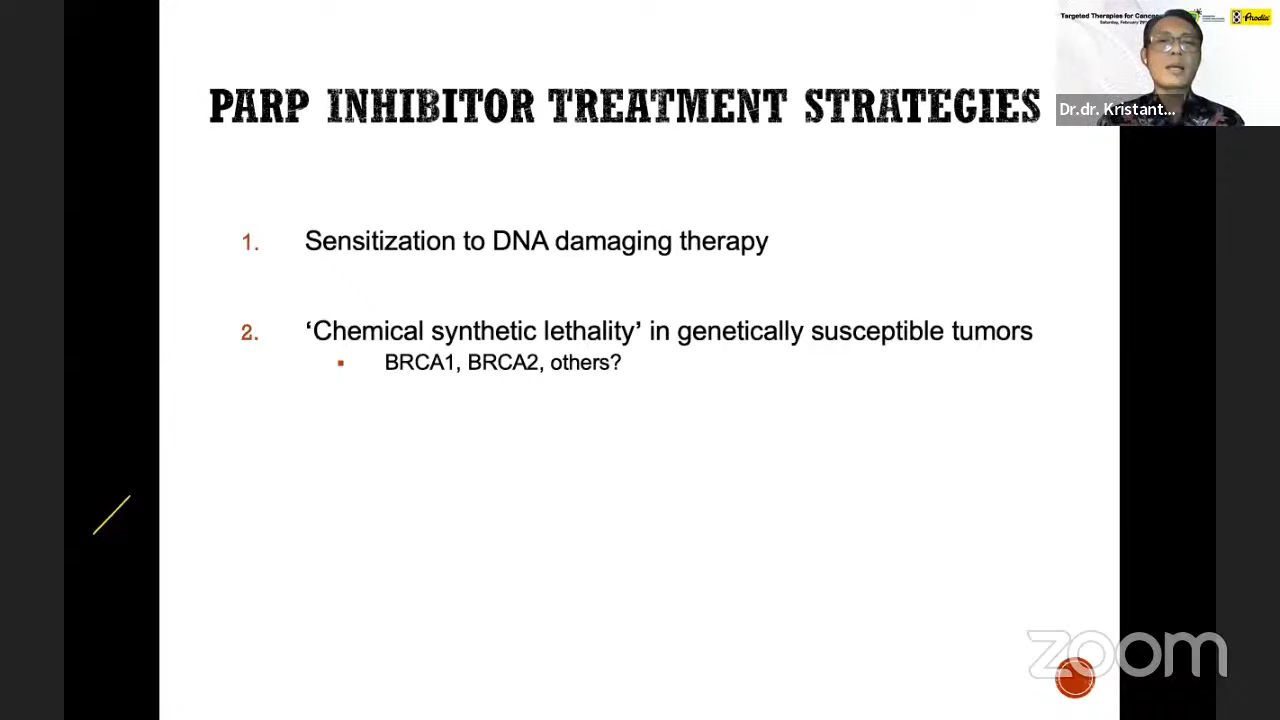 Targeted Therapies for Cancer
Prodia
Dr.dr. Kristant...
PARP INHIBITOR TREATMENT STRATEGIES
1. Sensitization to DNA damaging therapy
2. ‘Chemical synthetic lethality’ in genetically susceptible tumors
▪ BRCA1, BRCA2, others?
zoom